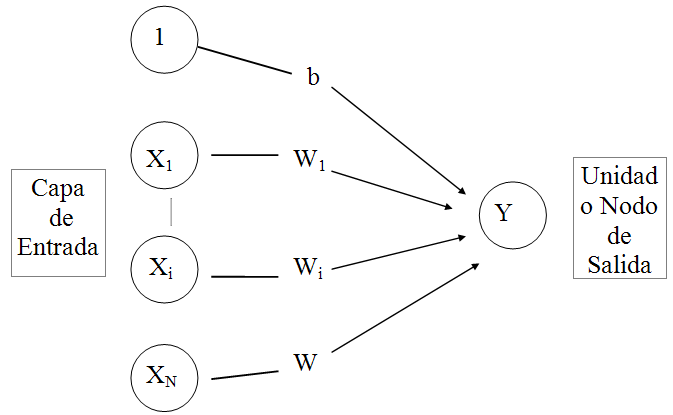 1
b
X1
W1
Capa
de
Entrada
Y
Unidad
o Nodo
de
Salida
Xi
Wi
XN
W